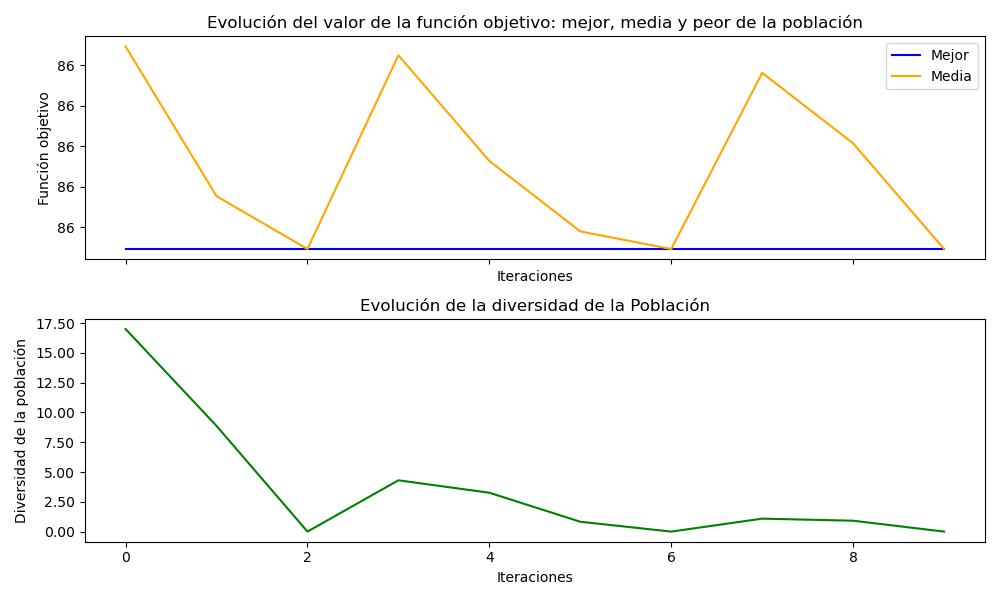 Evolución del valor de la función objetivo: mejor, media y peor de la población
Función objetivo
86
86
86
86
86
Mejor
Media
Iteraciones
Evolución de la diversidad de la Población
Diversidad de la población
17.50
15.00
12.50
10.00
7.50
5.00
2.50
0.00
0 2 4 6 8
Iteraciones